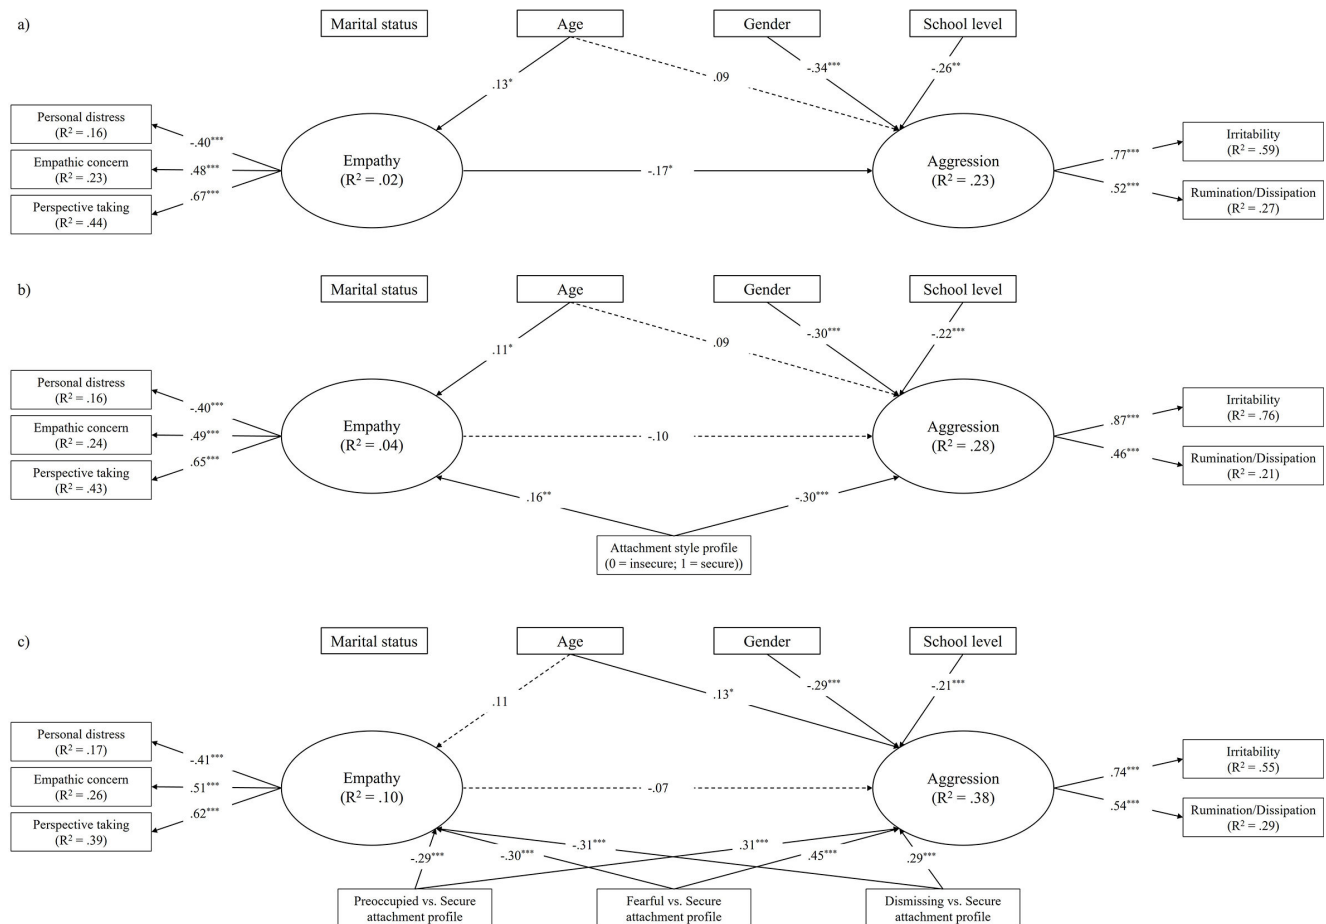 a)
Marital status
Age
Gender
School level
.13*
.09
-.34***
-.26**
Personal distress
(R² = .16)
Empathic concern
(R² = .23)
Perspective taking
(R² = .44)
-.40***
.48***
.67***
Empathy
(R² = .02)
-.17*
Aggression
(R² = .23)
.77***
.52***
Irritability
(R² = .59)
Rumination/Dissipation
(R² = .27)
b)
Marital status
Age
Gender
School level
.11*
.09
-.30***
-.22***
Personal distress
(R² = .16)
Empathic concern
(R² = .24)
Perspective taking
(R² = .43)
-.40***
.49***
.65***
Empathy
(R² = .04)
-.10
Aggression
(R² = .28)
.87***
.46***
Irritability
(R² = .76)
Rumination/Dissipation
(R² = .21)
.16**
-.30***
Attachment style profile
(0 = insecure; 1 = secure))
c)
Marital status
Age
Gender
School level
.11
.13*
-.29***
-.21***
Personal distress
(R² = .17)
Empathic concern
(R² = .26)
Perspective taking
(R² = .39)
-.41***
.51***
.62***
Empathy
(R² = .10)
-.07
Aggression
(R² = .38)
.74***
.54***
Irritability
(R² = .55)
Rumination/Dissipation
(R² = .29)
-.29***
-.30***
-.31***
.31***
.45***
.29***
Preoccupied vs. Secure
attachment profile
Fearful vs. Secure
attachment profile
Dismissing vs. Secure
attachment profile